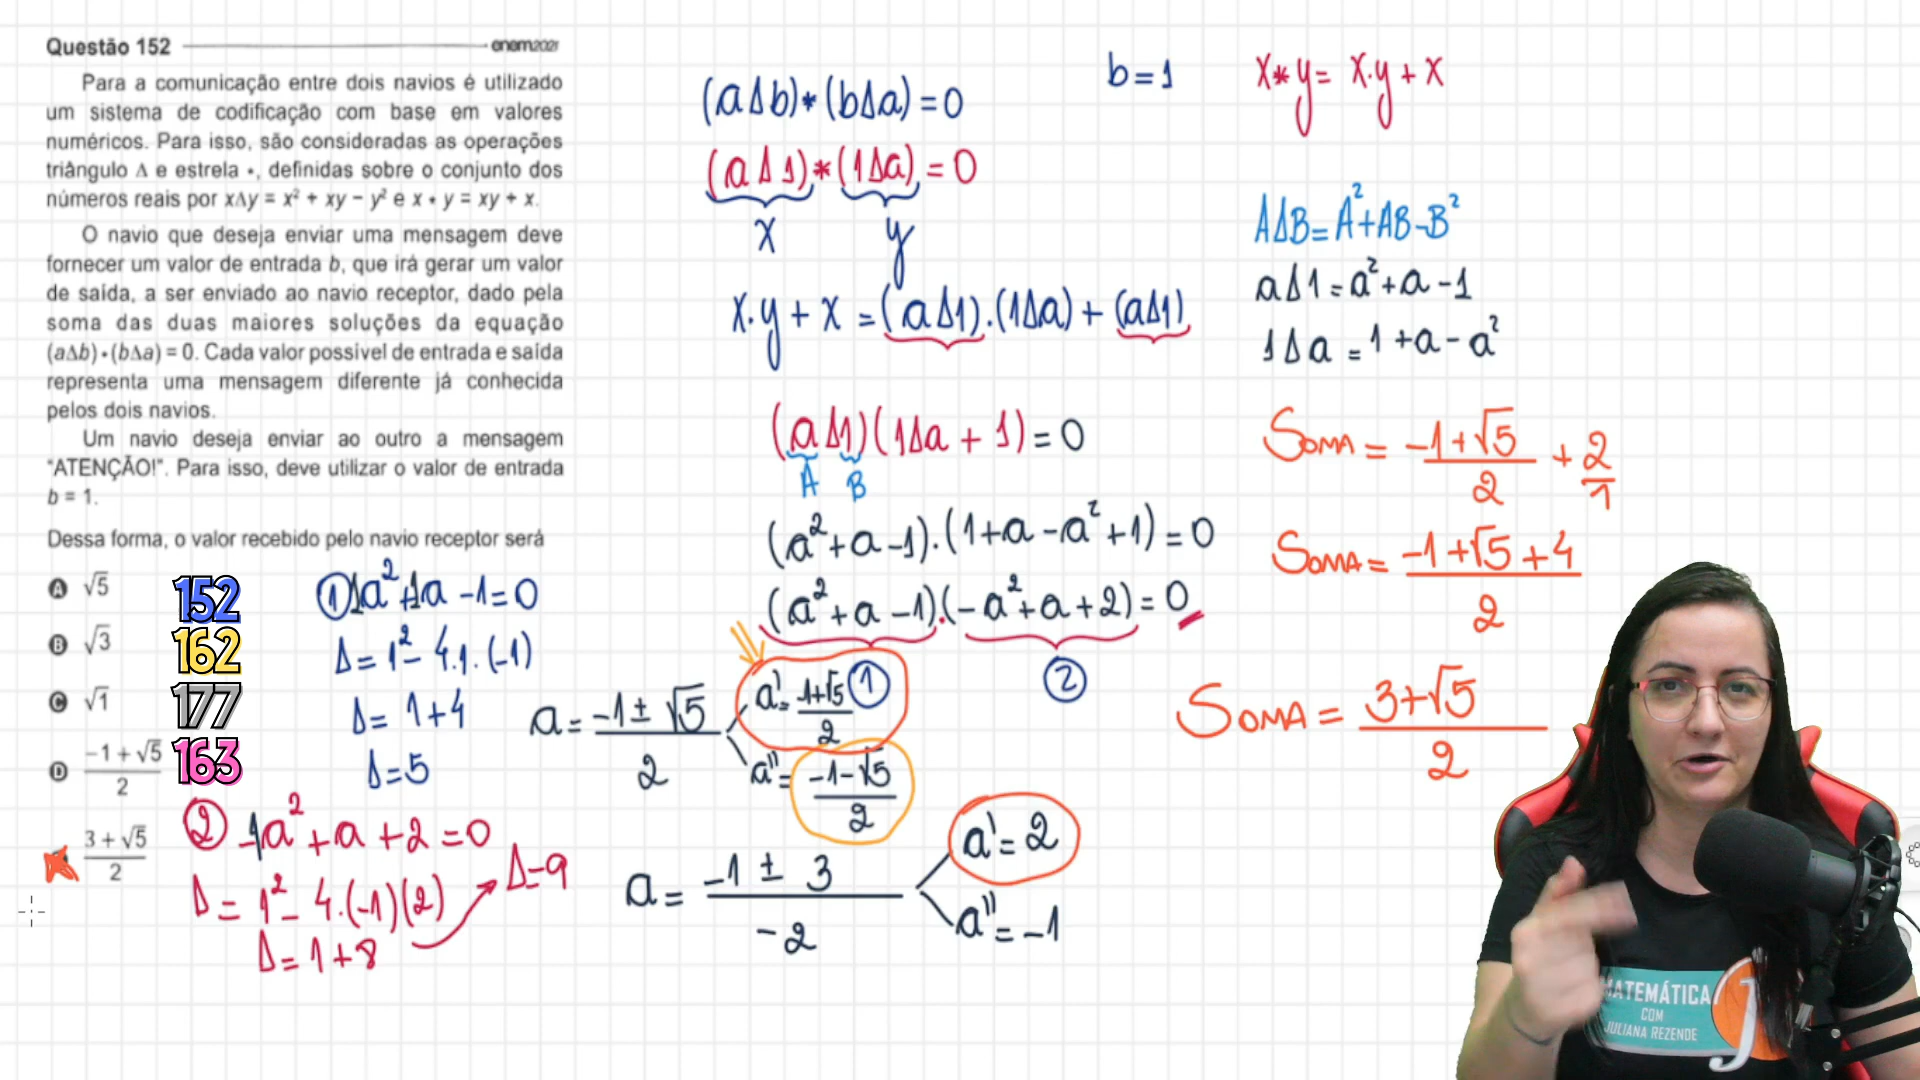 Questão 152
enem2021
Para a comunicação entre dois navios é utilizado
um sistema de codificação com base em valores
numéricos. Para isso, são consideradas as operações
triângulo Δ e estrela *, definidas sobre o conjunto dos
números reais por xΔy = x² + xy – y² e x * y = xy + x.
O navio que deseja enviar uma mensagem deve
fornecer um valor de entrada b, que irá gerar um valor
de saída, a ser enviado ao navio receptor, dado pela
soma das duas maiores soluções da equação
(aΔb)*(bΔa) = 0. Cada valor possível de entrada e saída
representa uma mensagem diferente já conhecida
pelos dois navios.
Um navio deseja enviar ao outro a mensagem
"ATENÇÃO!". Para isso, deve utilizar o valor de entrada
b = 1.
Dessa forma, o valor recebido pelo navio receptor será
A √5
B √3
C √1
D (-1 + √5)/2
(3 + √5)/2
152
162
177
163
① 1a² + 1a - 1 = 0
Δ = 1² - 4.1.(-1)
Δ = 1 + 4
Δ = 5
② -1a² + a + 2 = 0
Δ = 1² - 4.(-1)(2)
Δ = 1 + 8
Δ = 9
(aΔb)*(bΔa) = 0
(aΔ1)*(1Δa) = 0
x y
x.y + x = (aΔ1).(1Δa) + (aΔ1)
(aΔ1)(1Δa + 1) = 0
A B
(a² + a - 1).(1 + a - a² + 1) = 0
(a² + a - 1).(-a² + a + 2) = 0
① ②
a = (-1 ± √5)/2
a' = (1+√5)/2
a'' = (-1-√5)/2
a = (-1 ± 3)/-2
a' = 2
a'' = -1
b = 1
x*y = x.y + x
AΔB = A² + AB - B²
aΔ1 = a² + a - 1
1Δa = 1 + a - a²
SOMA = (-1+√5)/2 + 2/1
SOMA = (-1+√5+4)/2
SOMA = (3+√5)/2
MATEMÁTICA
COM
JULIANA REZENDE